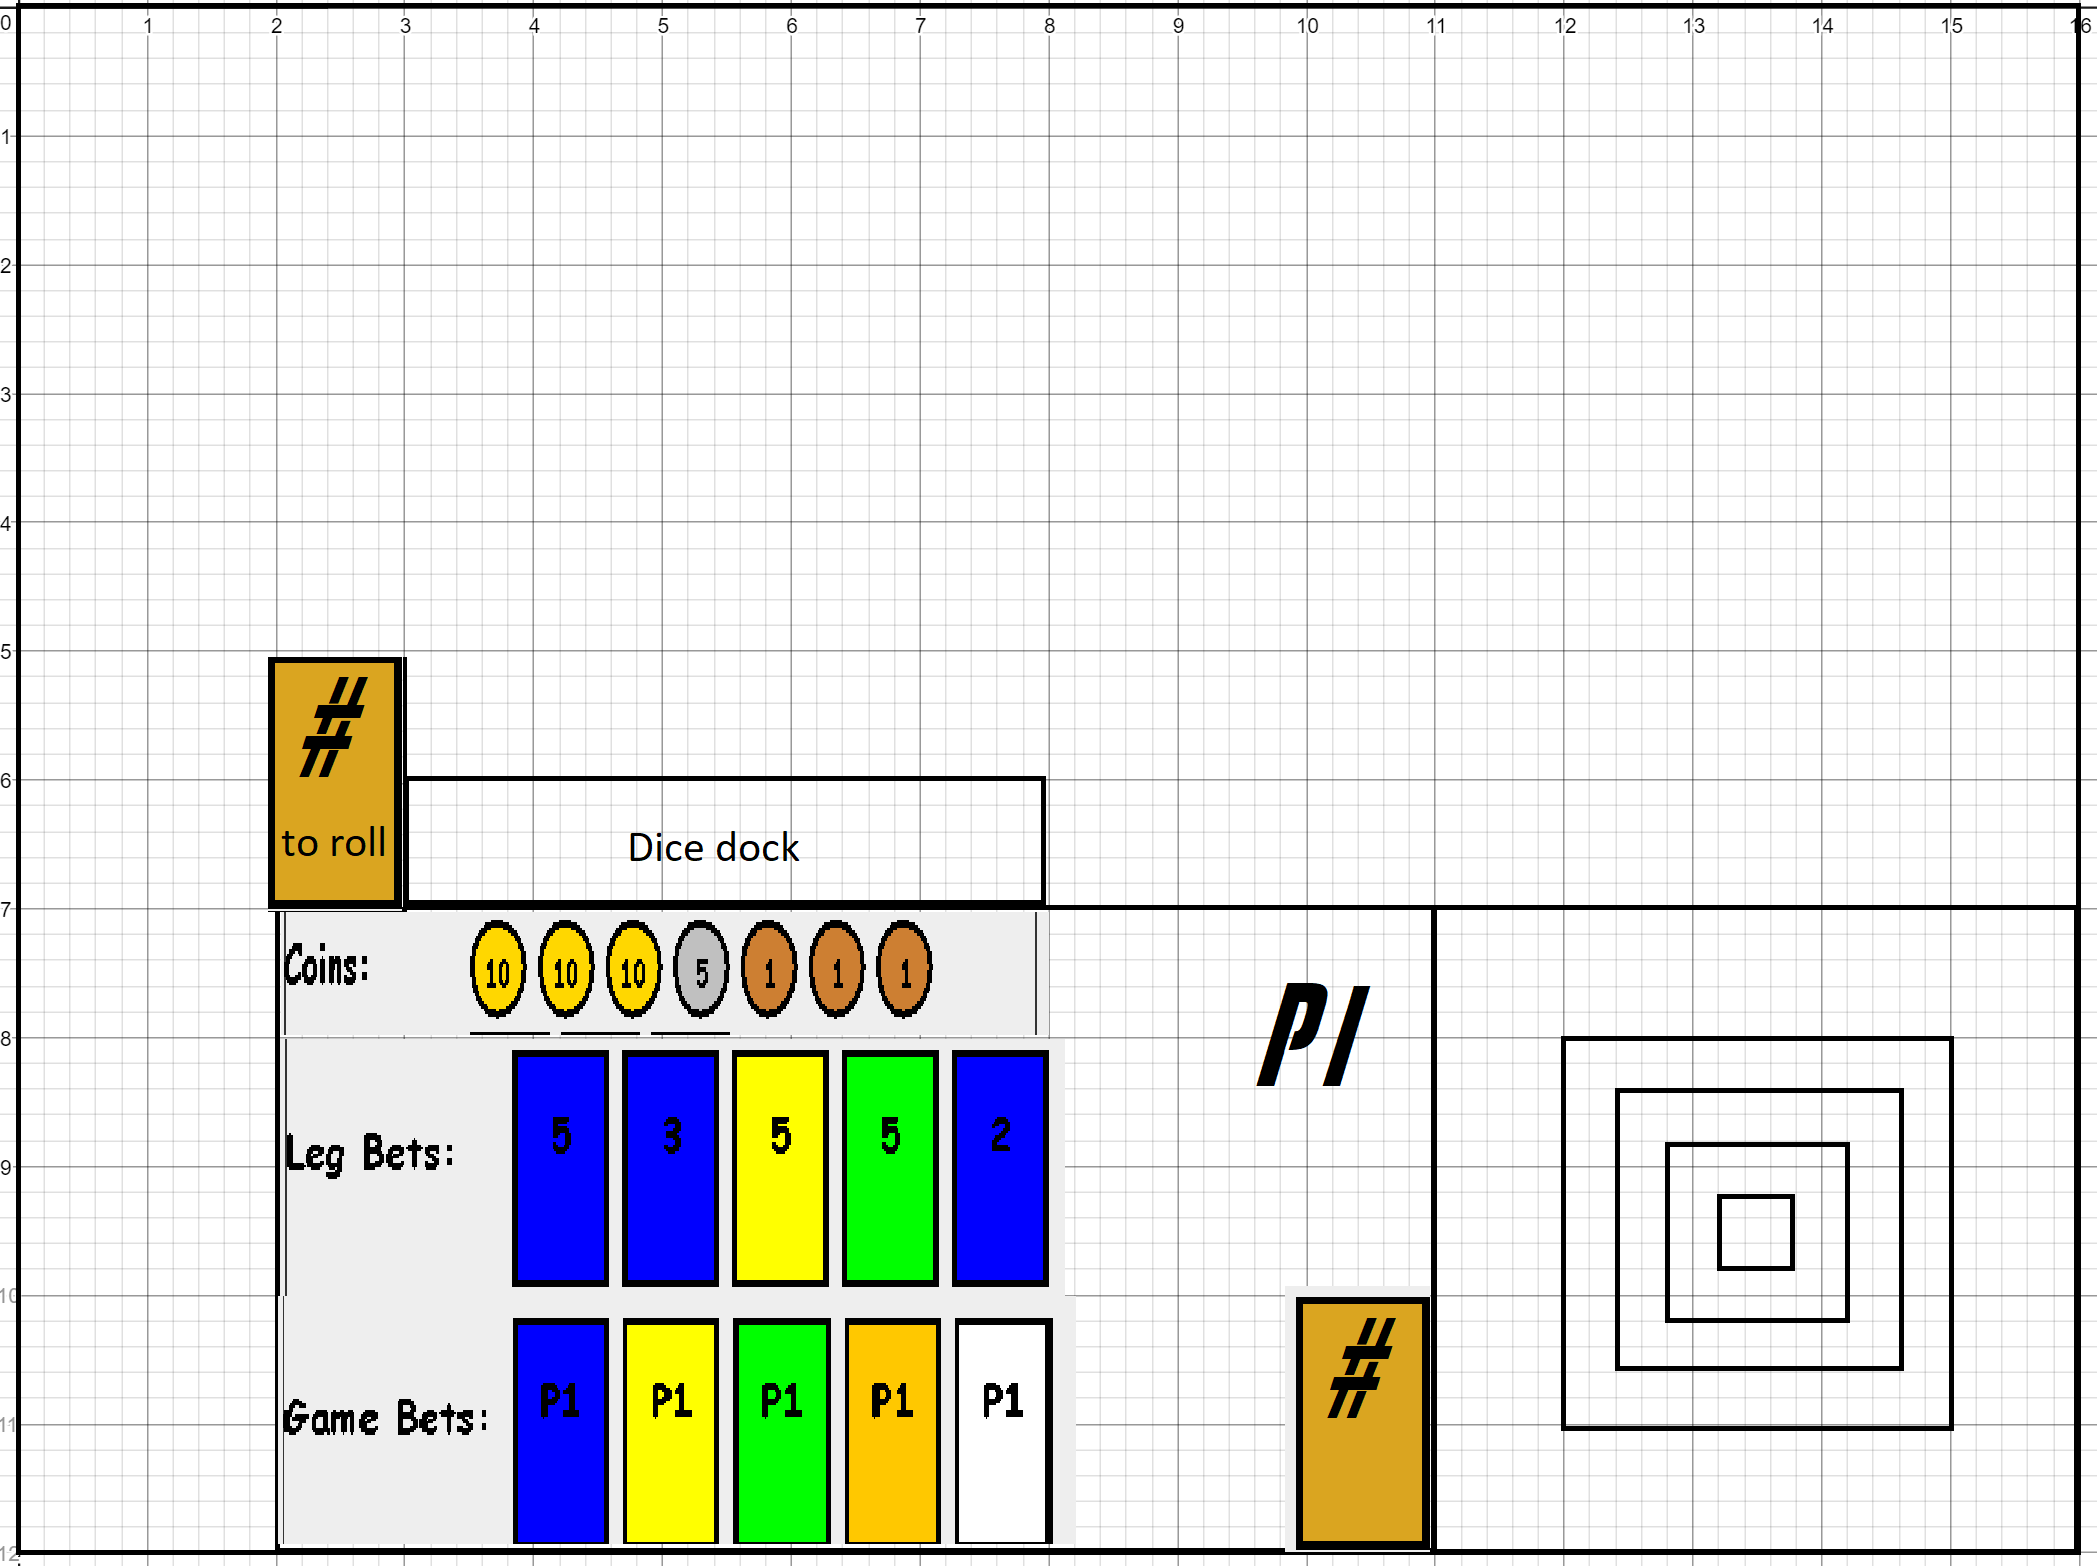 0 1 2 3 4 5 6 7 8 9 10 11 12 13 14 15 16
1
2
3
4
5
#
6
to roll
Dice dock
7
Coins: 10 10 10 5 1 1 1
P1
8
Leg Bets: 5 3 5 5 2
9
10
#
Game Bets: P1 P1 P1 P1 P1
11
12